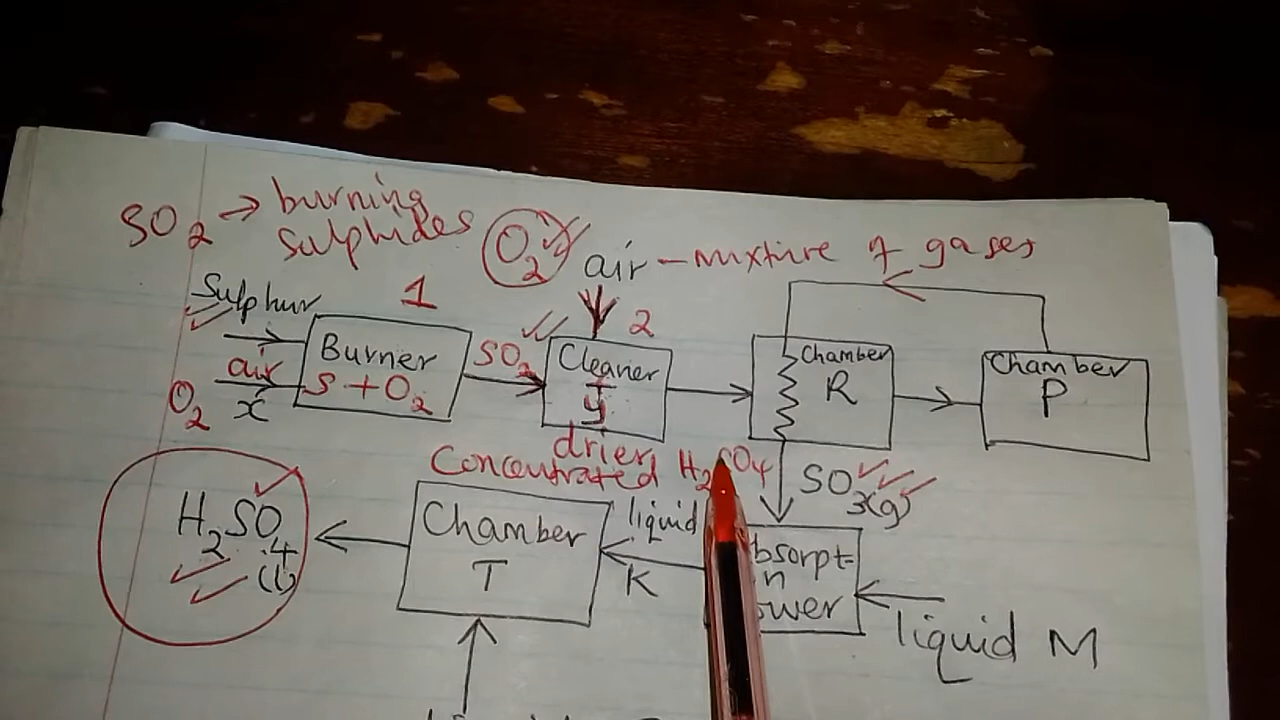 SO2 → burning
sulphides
O2
air - mixture of gases
Sulphur
1
2
air
O2
x
Burner
S + O2
SO2
Cleaner
y
drier
Concentrated H2SO4
Chamber
R
Chamber
P
SO3(g)
H2SO4(l)
Chamber
T
liquid
K
liquid M